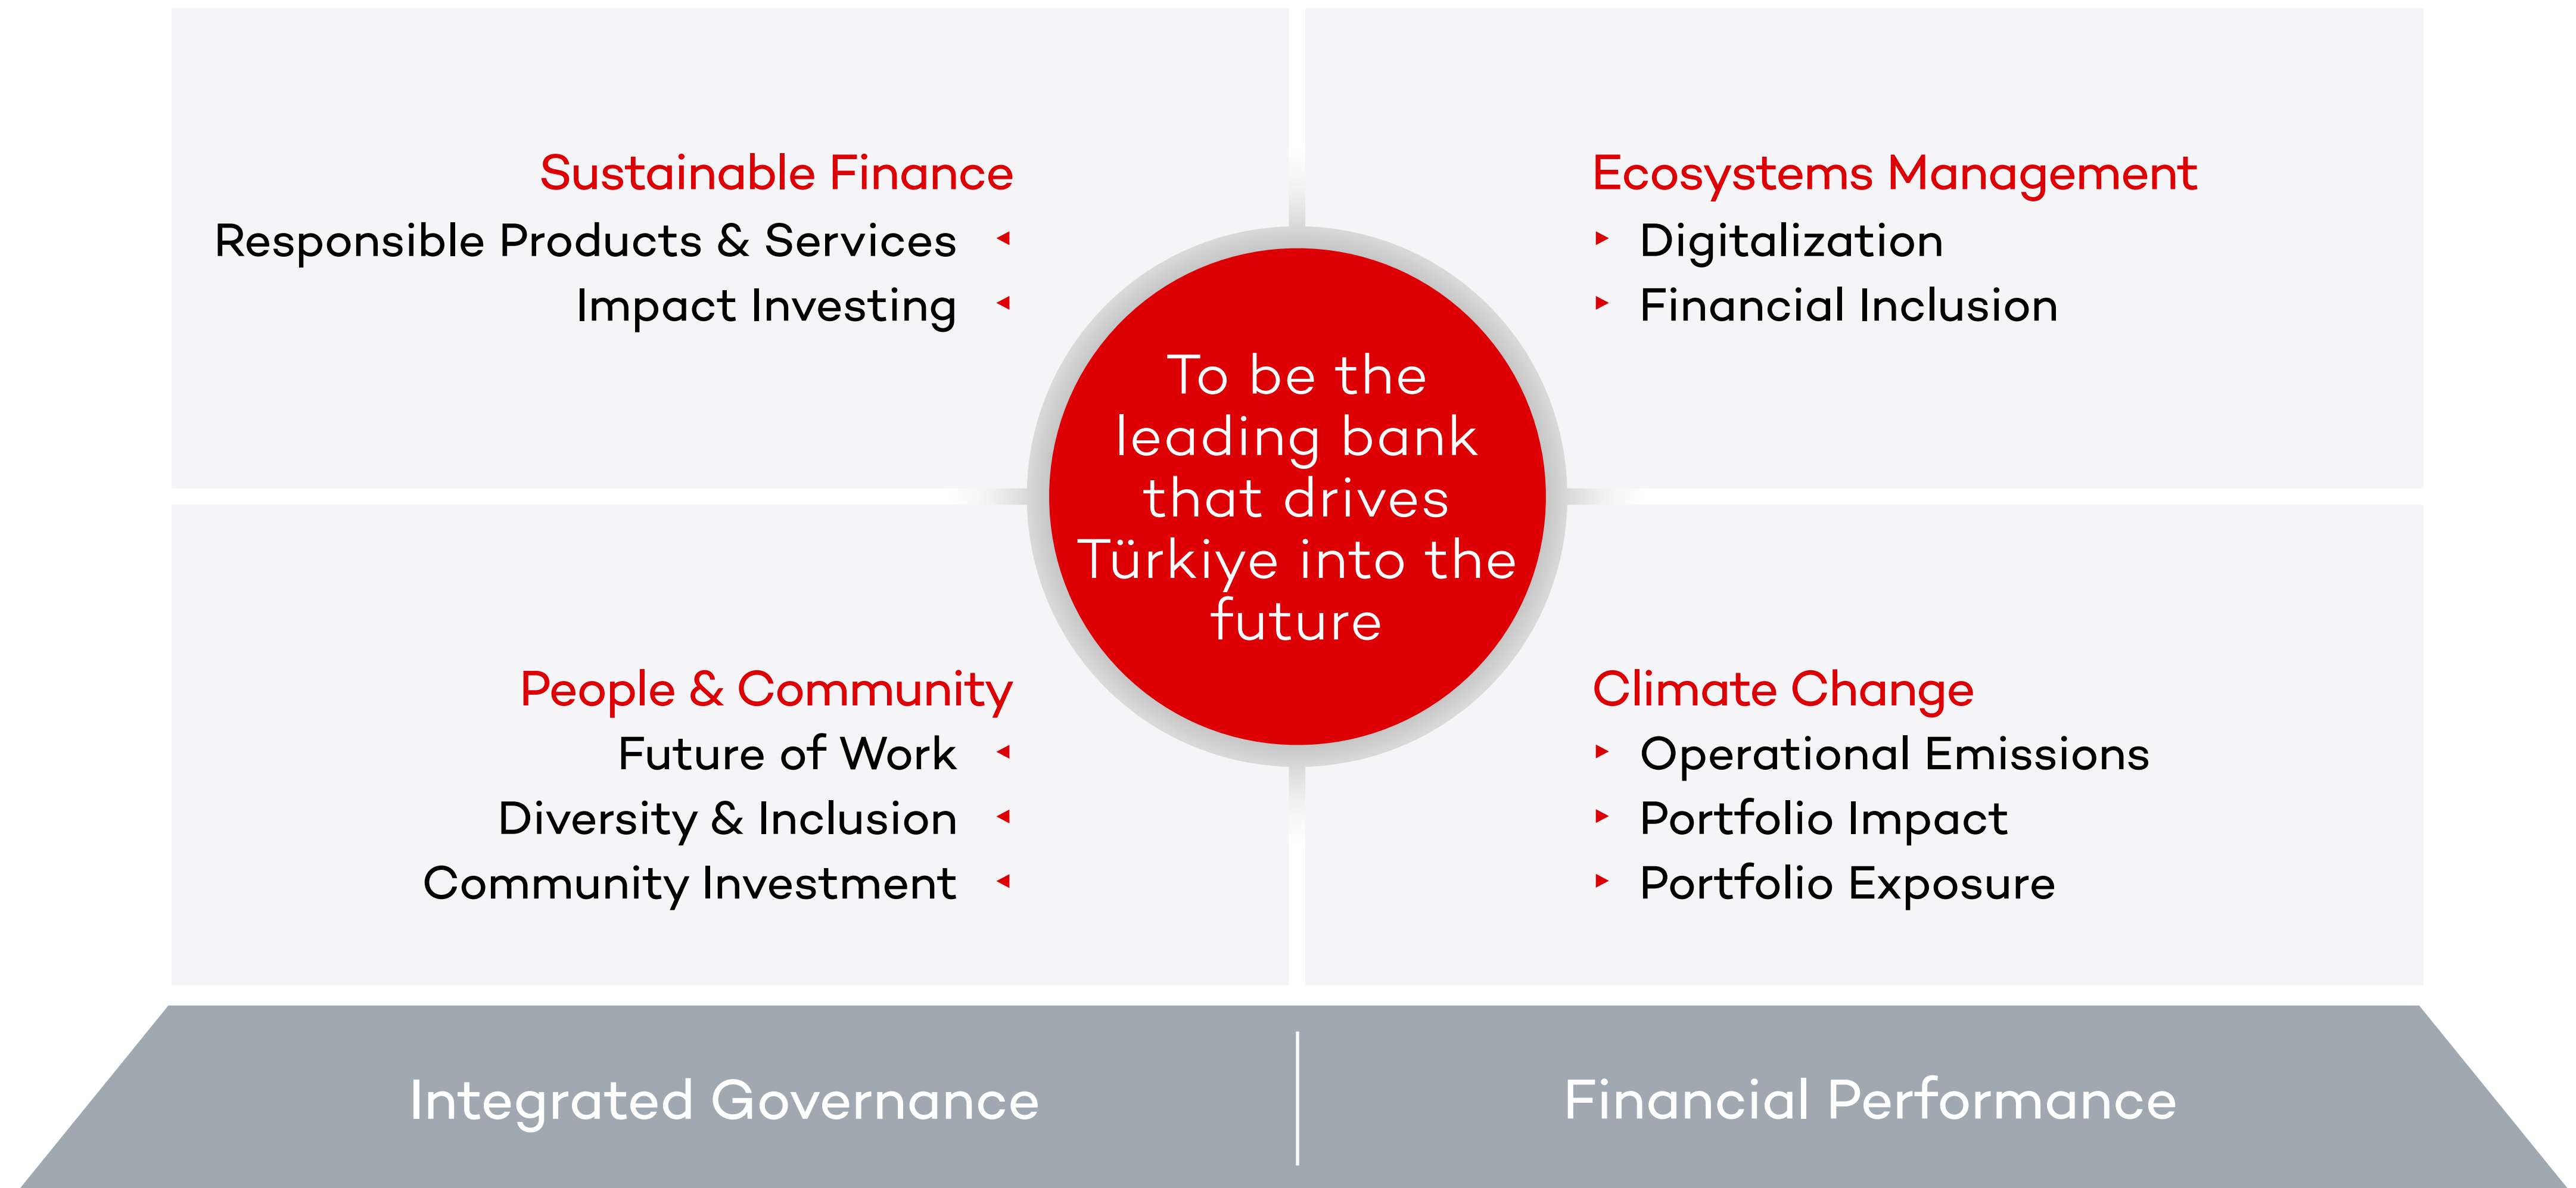 Sustainable Finance
Responsible Products & Services
Impact Investing
Ecosystems Management
Digitalization
Financial Inclusion
To be the
leading bank
that drives
Türkiye into the
future
People & Community
Future of Work
Diversity & Inclusion
Community Investment
Climate Change
Operational Emissions
Portfolio Impact
Portfolio Exposure
Integrated Governance
Financial Performance